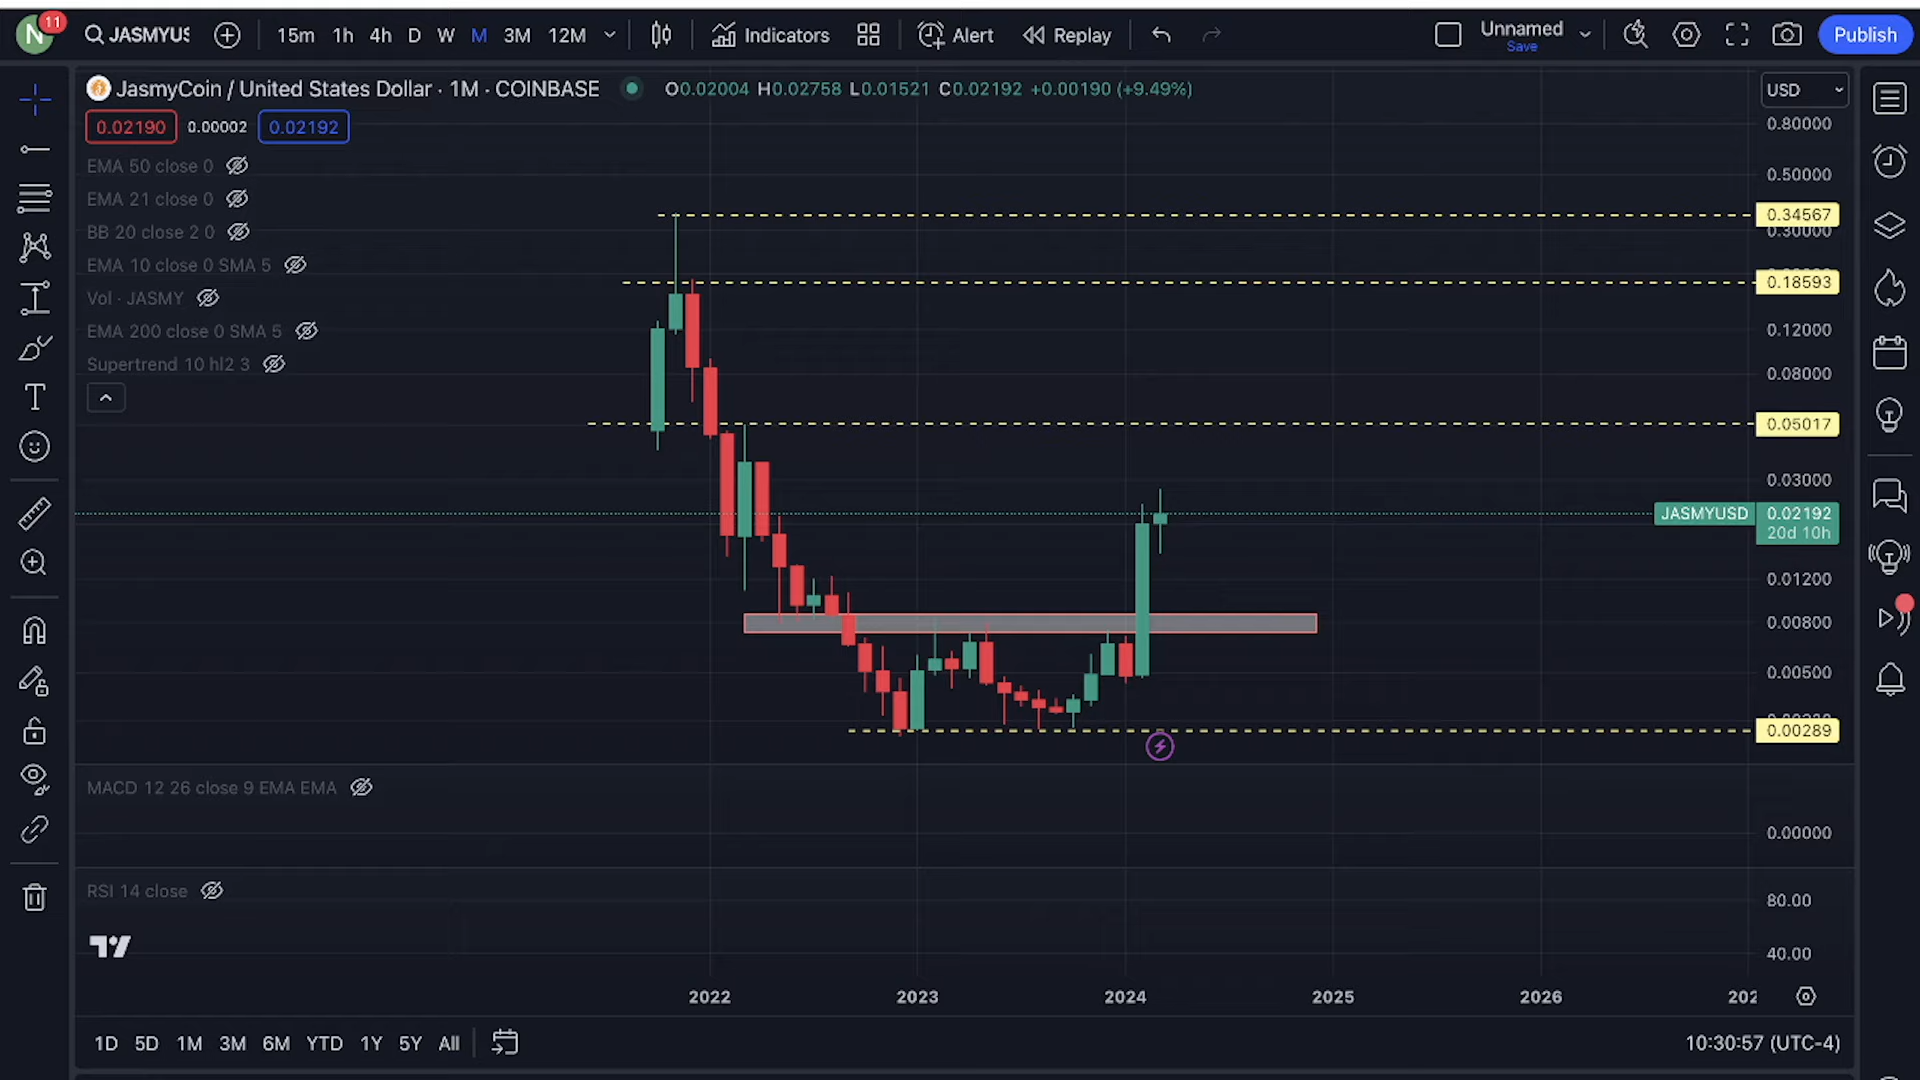 N 11 JASMYUS 15m 1h 4h D W M 3M 12M Indicators Alert Replay Unnamed Save Publish
JasmyCoin / United States Dollar · 1M · COINBASE O0.02004 H0.02758 L0.01521 C0.02192 +0.00190 (+9.49%) USD
0.02190 0.00002 0.02192
EMA 50 close 0
EMA 21 close 0
BB 20 close 2 0
EMA 10 close 0 SMA 5
Vol · JASMY
EMA 200 close 0 SMA 5
Supertrend 10 hl2 3
0.80000
0.50000
0.34567
0.30000
0.18593
0.12000
0.08000
0.05017
0.03000
JASMYUSD 0.02192
20d 10h
0.01200
0.00800
0.00500
0.00289
MACD 12 26 close 9 EMA EMA
0.00000
RSI 14 close
80.00
40.00
2022 2023 2024 2025 2026
1D 5D 1M 3M 6M YTD 1Y 5Y All 10:30:57 (UTC-4)